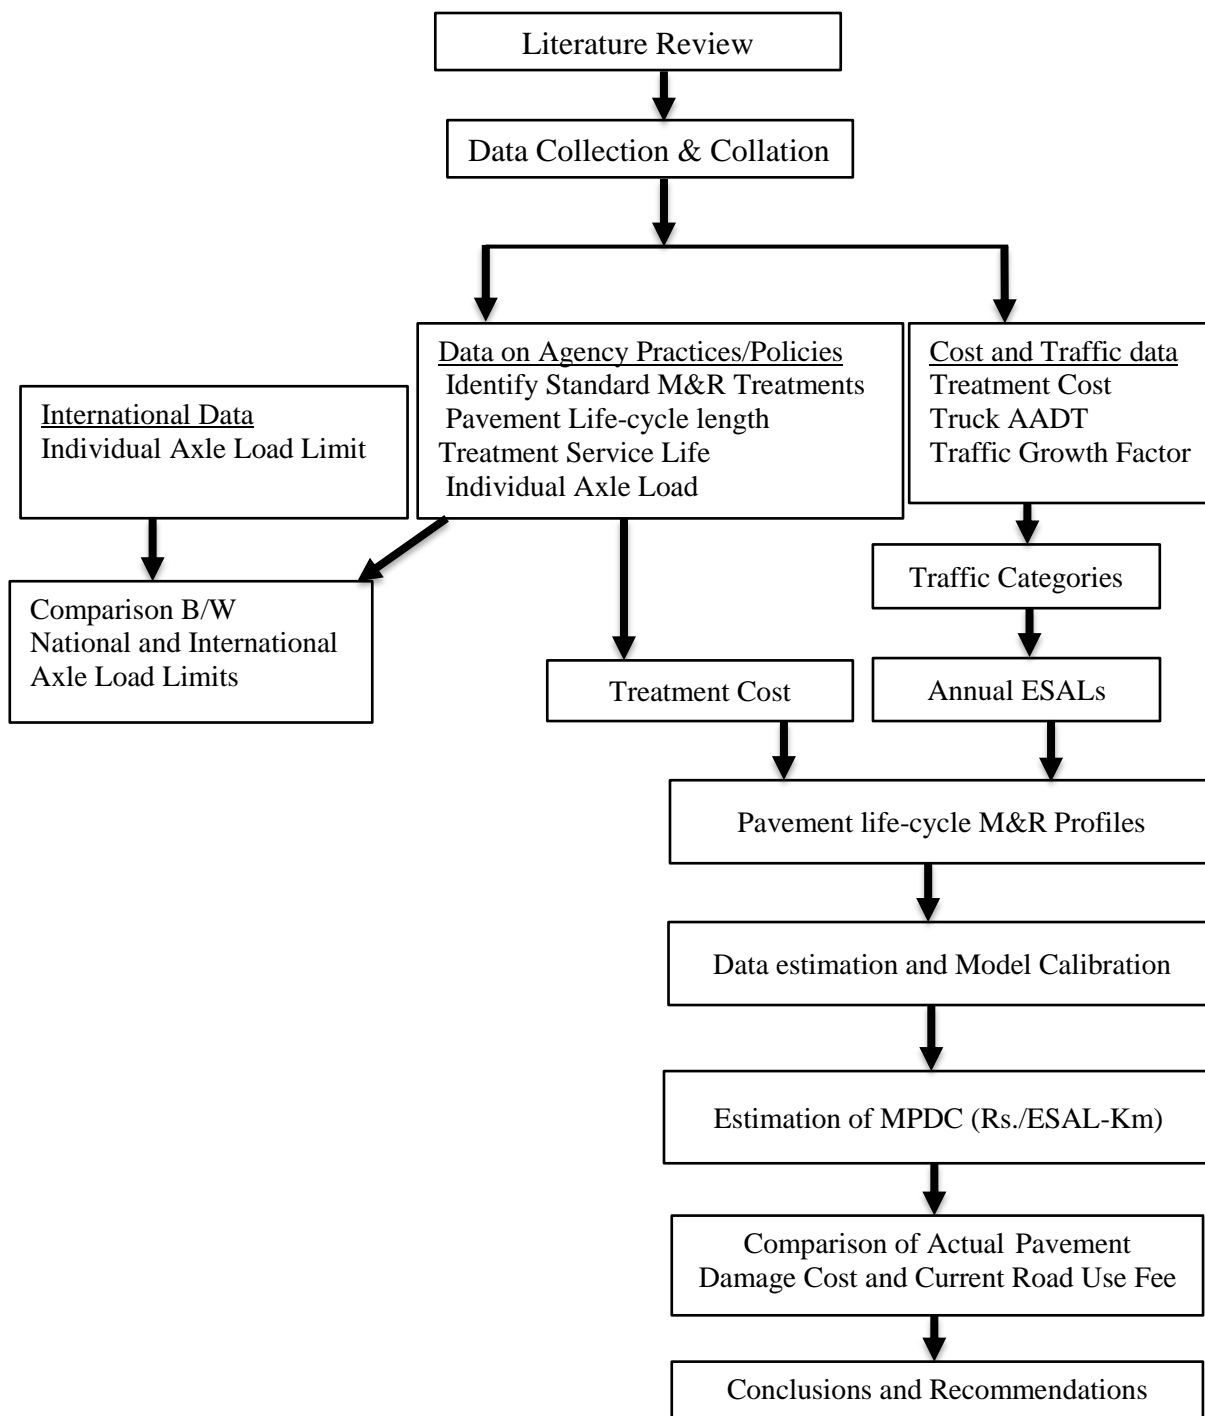 Literature Review
Data Collection & Collation
International Data
Individual Axle Load Limit
Data on Agency Practices/Policies
Identify Standard M&R Treatments
Pavement Life-cycle length
Treatment Service Life
Individual Axle Load
Cost and Traffic data
Treatment Cost
Truck AADT
Traffic Growth Factor
Comparison B/W
National and International
Axle Load Limits
Traffic Categories
Treatment Cost
Annual ESALs
Pavement life-cycle M&R Profiles
Data estimation and Model Calibration
Estimation of MPDC (Rs./ESAL-Km)
Comparison of Actual Pavement
Damage Cost and Current Road Use Fee
Conclusions and Recommendations